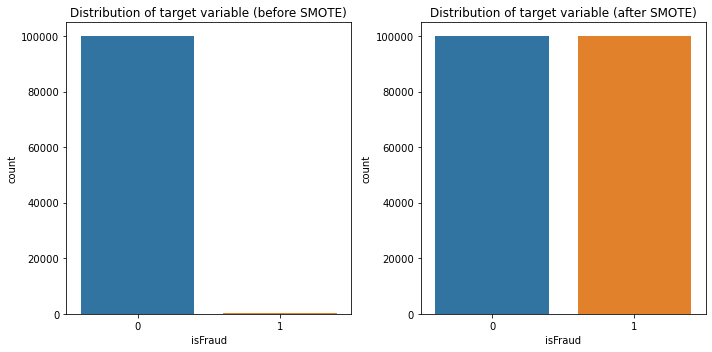 Distribution of target variable (before SMOTE)
100000
80000
60000
40000
20000
0
count
0 1
isFraud
Distribution of target variable (after SMOTE)
100000
80000
60000
40000
20000
0
count
0 1
isFraud